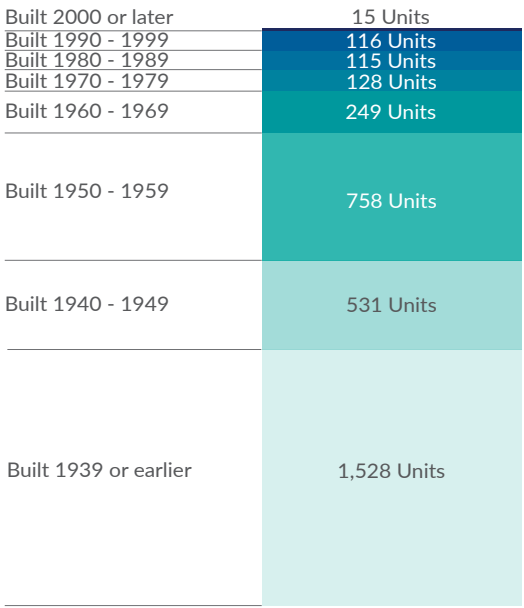 Built 2000 or later 15 Units
Built 1990 - 1999 116 Units
Built 1980 - 1989 115 Units
Built 1970 - 1979 128 Units
Built 1960 - 1969 249 Units
Built 1950 - 1959 758 Units
Built 1940 - 1949 531 Units
Built 1939 or earlier 1,528 Units